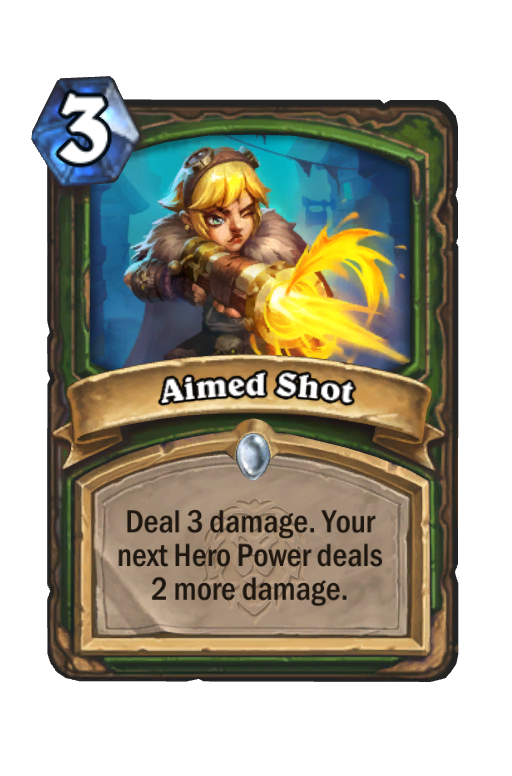 3
Aimed Shot
Deal 3 damage. Your
next Hero Power deals
2 more damage.